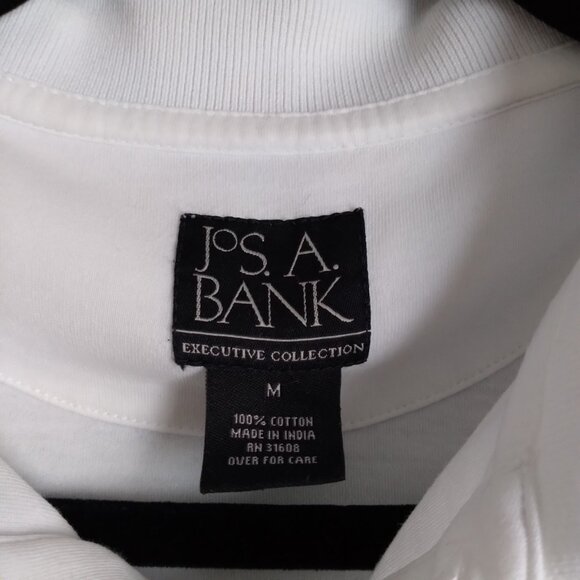 JOS. A.
BANK
EXECUTIVE COLLECTION
M
100% COTTON
MADE IN INDIA
RN 31608
OVER FOR CARE